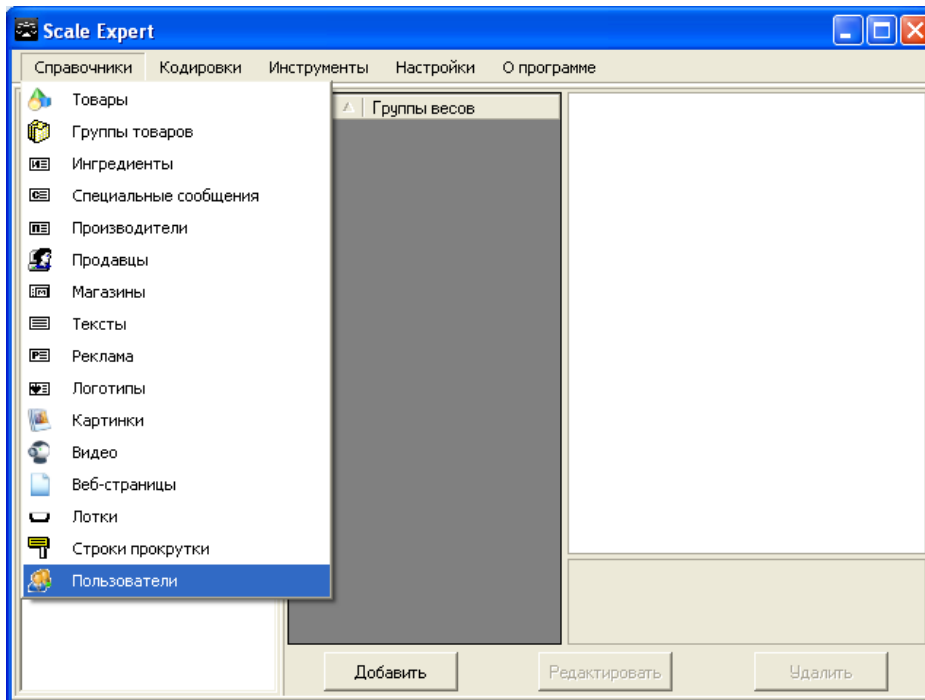 Scale Expert
Справочники Кодировки Инструменты Настройки О программе
Товары
Группы весов
Группы товаров
Ингредиенты
Специальные сообщения
Производители
Продавцы
Магазины
Тексты
Реклама
Логотипы
Картинки
Видео
Веб-страницы
Лотки
Строки прокрутки
Пользователи
Добавить Редактировать Удалить